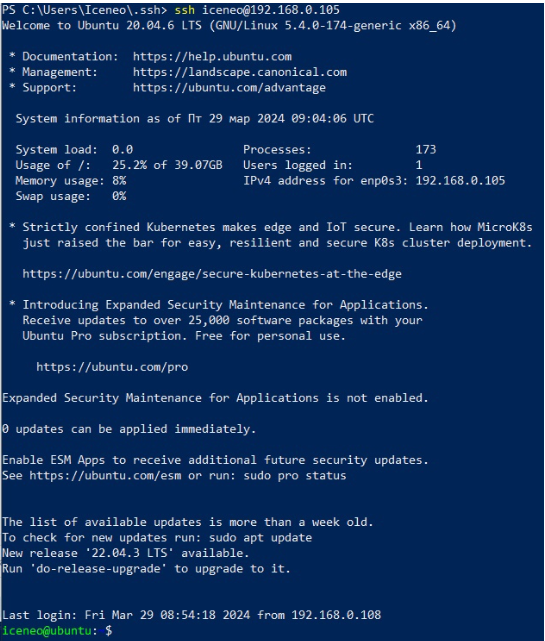 PS C:\Users\Iceneo\.ssh> ssh iceneo@192.168.0.105
Welcome to Ubuntu 20.04.6 LTS (GNU/Linux 5.4.0-174-generic x86_64)
* Documentation:  https://help.ubuntu.com
* Management:     https://landscape.canonical.com
* Support:        https://ubuntu.com/advantage
System information as of Пт 29 мар 2024 09:04:06 UTC
System load:  0.0                Processes:               173
Usage of /:   25.2% of 39.07GB   Users logged in:         1
Memory usage: 8%                 IPv4 address for enp0s3: 192.168.0.105
Swap usage:   0%
* Strictly confined Kubernetes makes edge and IoT secure. Learn how MicroK8s
just raised the bar for easy, resilient and secure K8s cluster deployment.
https://ubuntu.com/engage/secure-kubernetes-at-the-edge
* Introducing Expanded Security Maintenance for Applications.
Receive updates to over 25,000 software packages with your
Ubuntu Pro subscription. Free for personal use.
https://ubuntu.com/pro
Expanded Security Maintenance for Applications is not enabled.
0 updates can be applied immediately.
Enable ESM Apps to receive additional future security updates.
See https://ubuntu.com/esm or run: sudo pro status
The list of available updates is more than a week old.
To check for new updates run: sudo apt update
New release '22.04.3 LTS' available.
Run 'do-release-upgrade' to upgrade to it.
Last login: Fri Mar 29 08:54:18 2024 from 192.168.0.108
iceneo@ubuntu: $